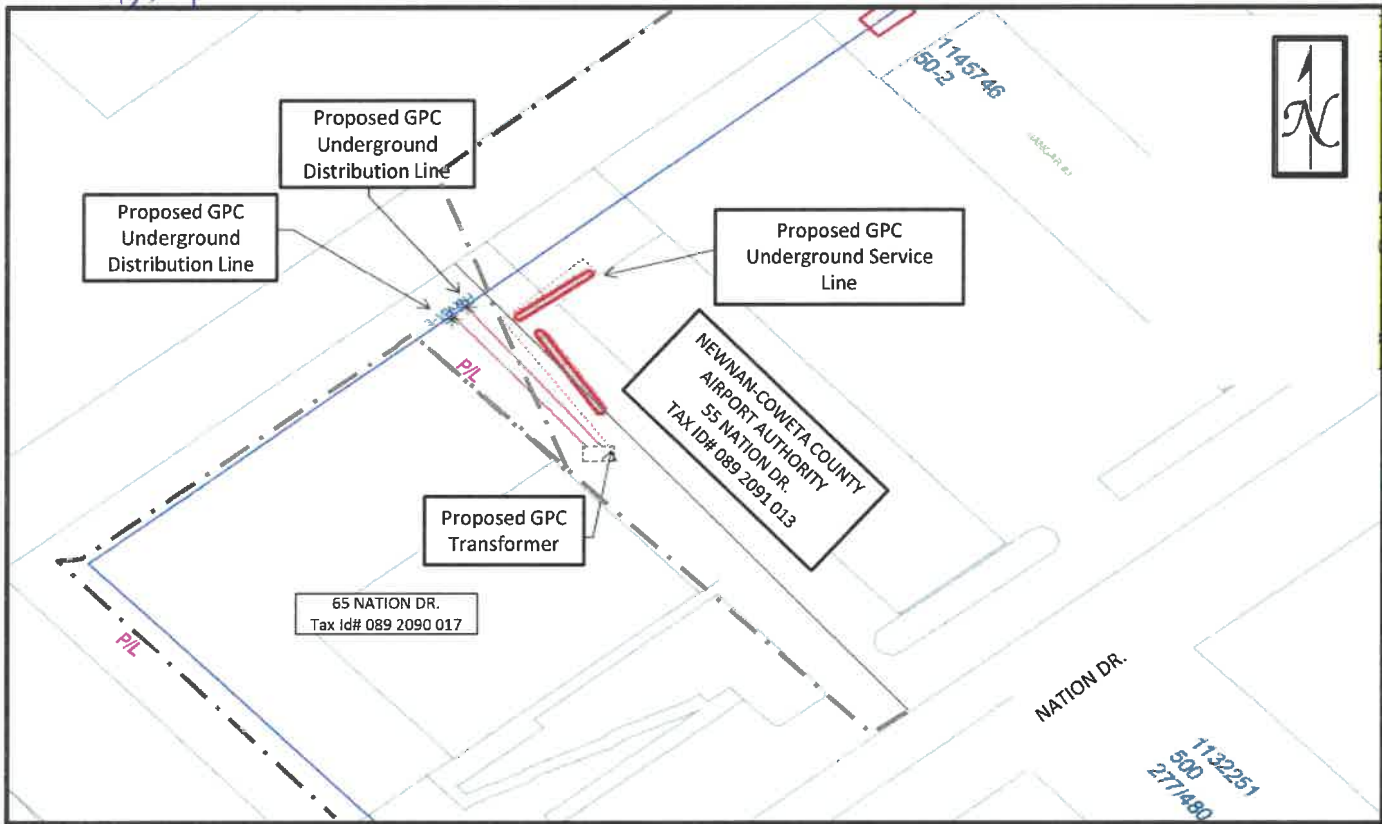 1145746
50-2
N
Proposed GPC
Underground
Distribution Line
Proposed GPC
Underground
Distribution Line
Proposed GPC
Underground Service
Line
P/L
NEWNAN-COWETA COUNTY
AIRPORT AUTHORITY
55 NATION DR.
TAX ID# 089 2091 013
Proposed GPC
Transformer
65 NATION DR.
Tax Id# 089 2090 017
P/L
NATION DR.
1132251
500
277/480